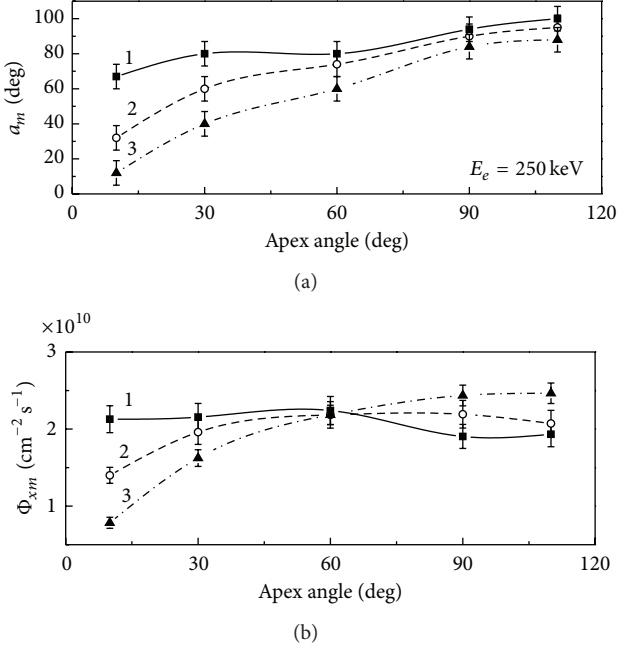 100
80
60
40
20
0
a_m (deg)
1
2
3
E_e = 250 keV
0 30 60 90 120
Apex angle (deg)
(a)
×10^10
3
2
1
Φ_xm (cm^−2 s^−1)
1
2
3
0 30 60 90 120
Apex angle (deg)
(b)